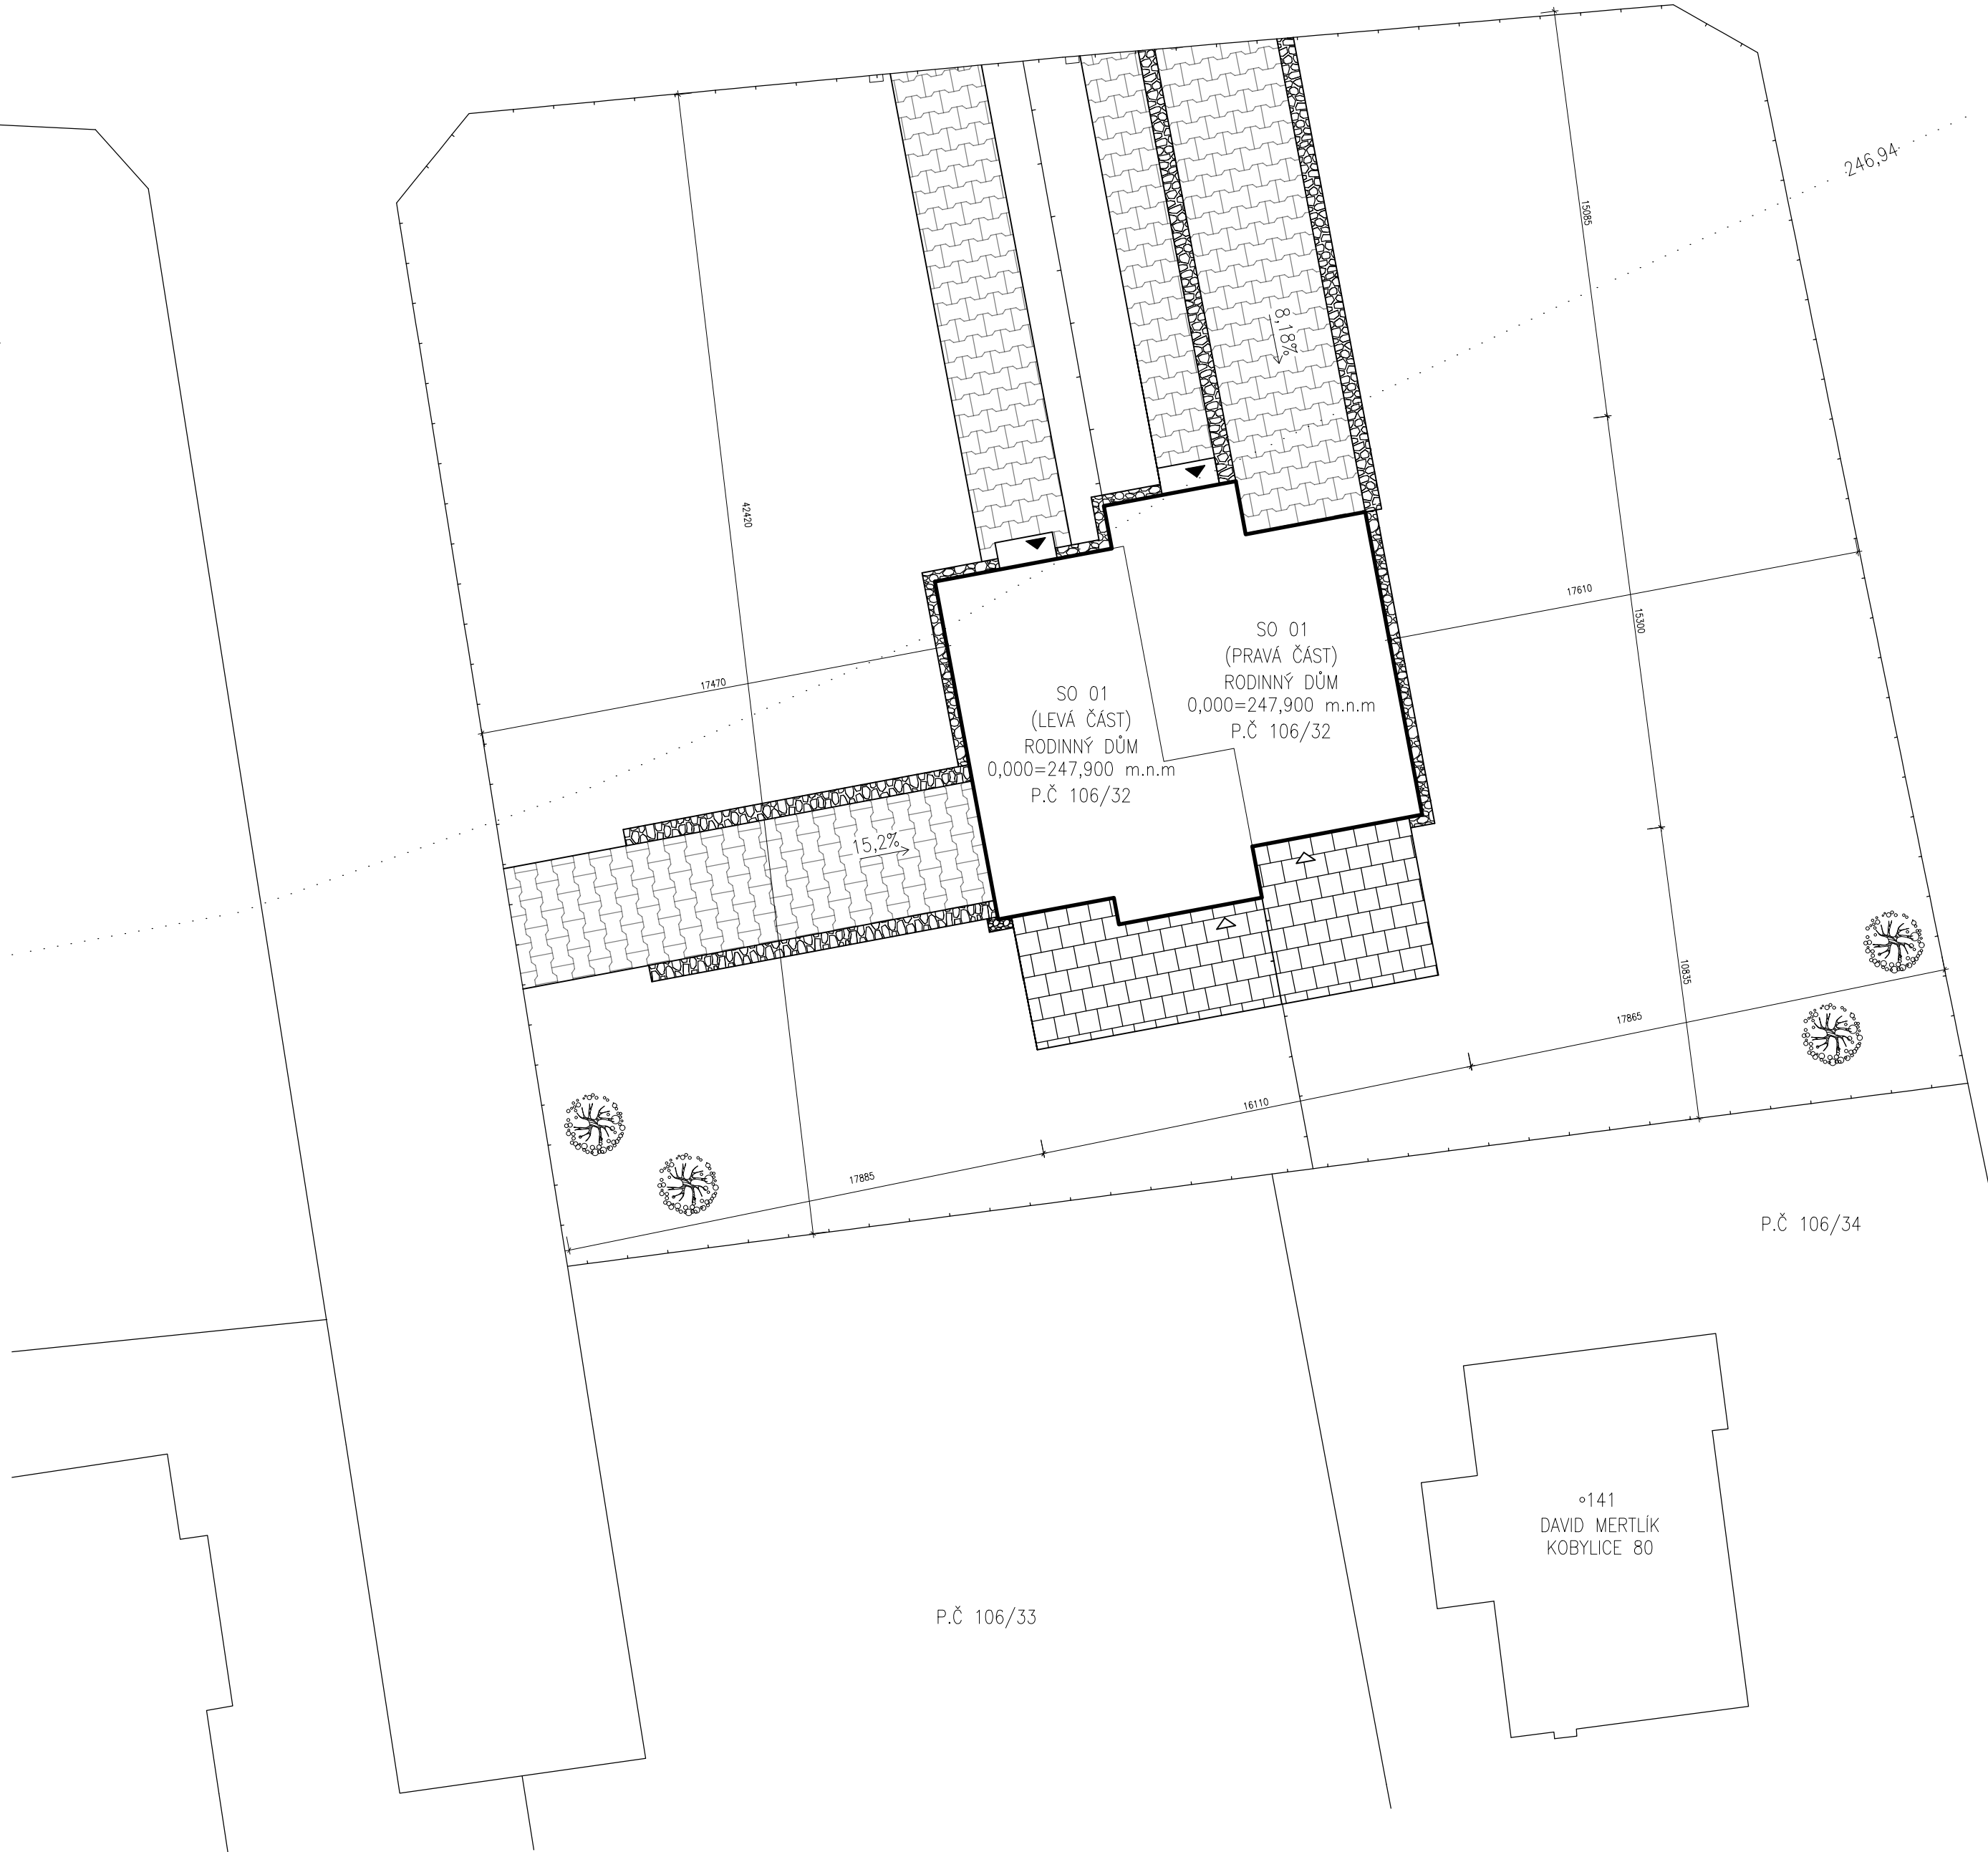 246,94
15085
8,18%
42420
17610
15300
SO 01
(PRAVÁ ČÁST)
RODINNÝ DŮM
0,000=247,900 m.n.m
P.Č 106/32
17470
SO 01
(LEVÁ ČÁST)
RODINNÝ DŮM
0,000=247,900 m.n.m
P.Č 106/32
15,2%
10835
17865
16110
17885
P.Č 106/34
141
DAVID MERTLÍK
KOBYLICE 80
P.Č 106/33